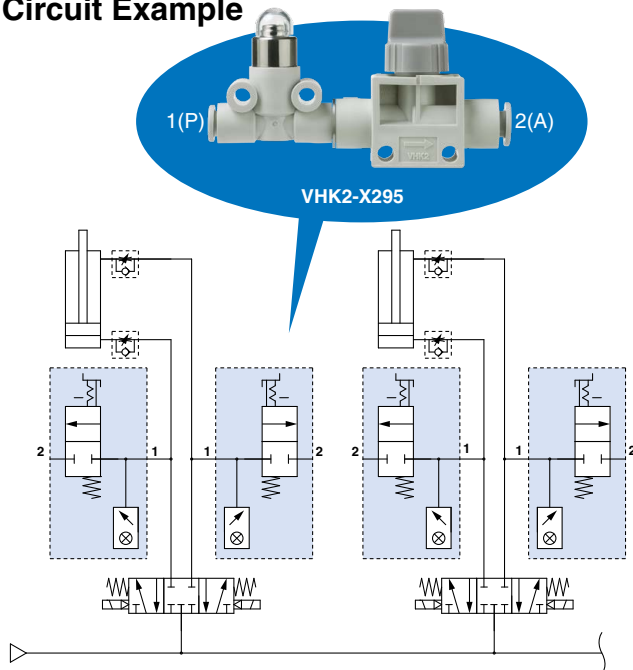 Circuit Example
1(P)
2(A)
VHK2
VHK2-X295
2 1 1 2 2 1 1 2